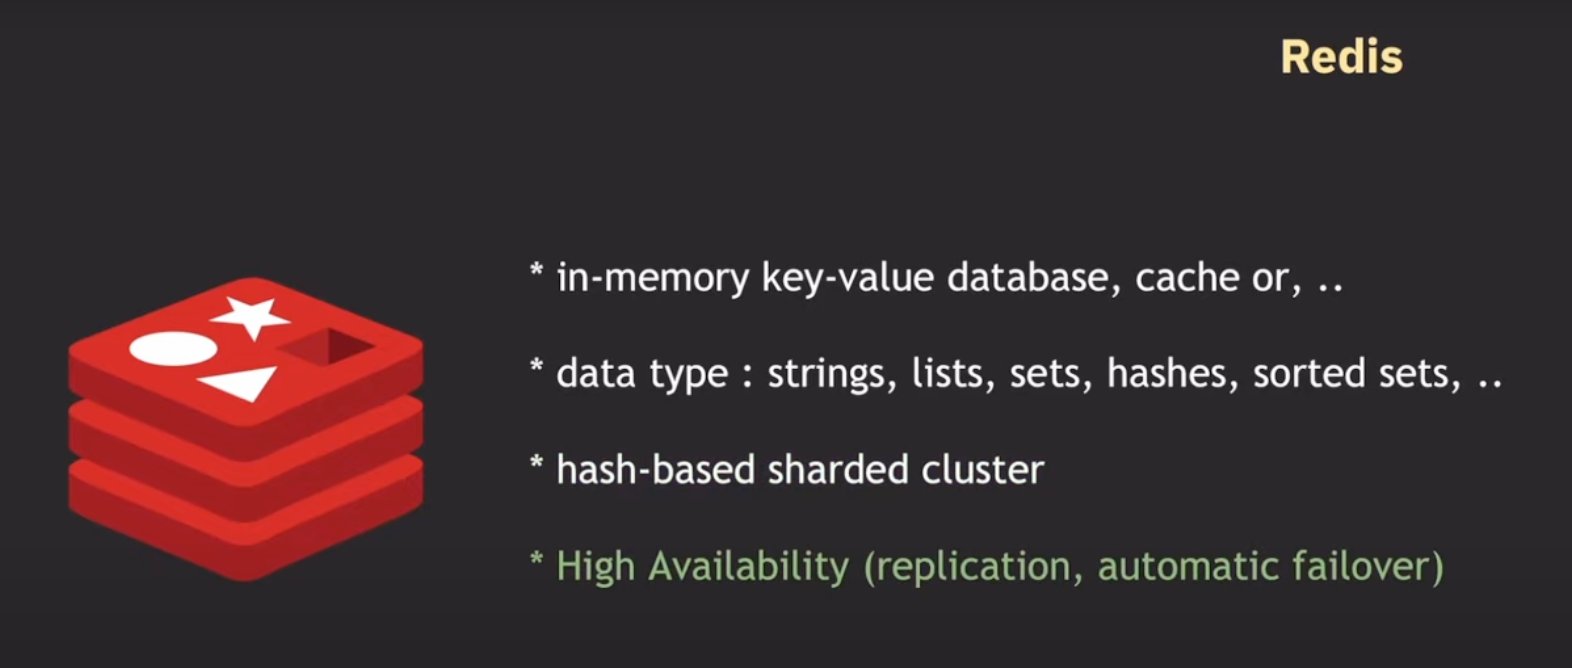 Redis
* in-memory key-value database, cache or, ..
* data type : strings, lists, sets, hashes, sorted sets, ..
* hash-based sharded cluster
* High Availability (replication, automatic failover)